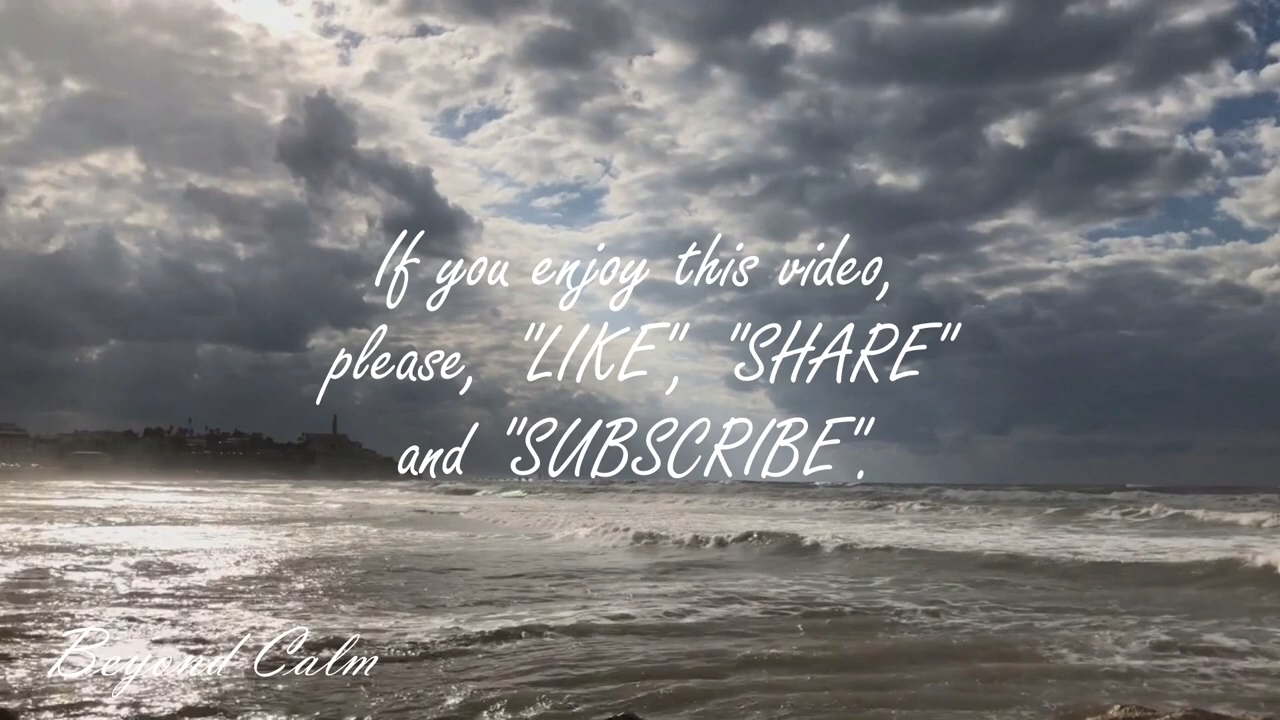 If you enjoy this video,
please, "LIKE", "SHARE"
and "SUBSCRIBE".
Beyond Calm